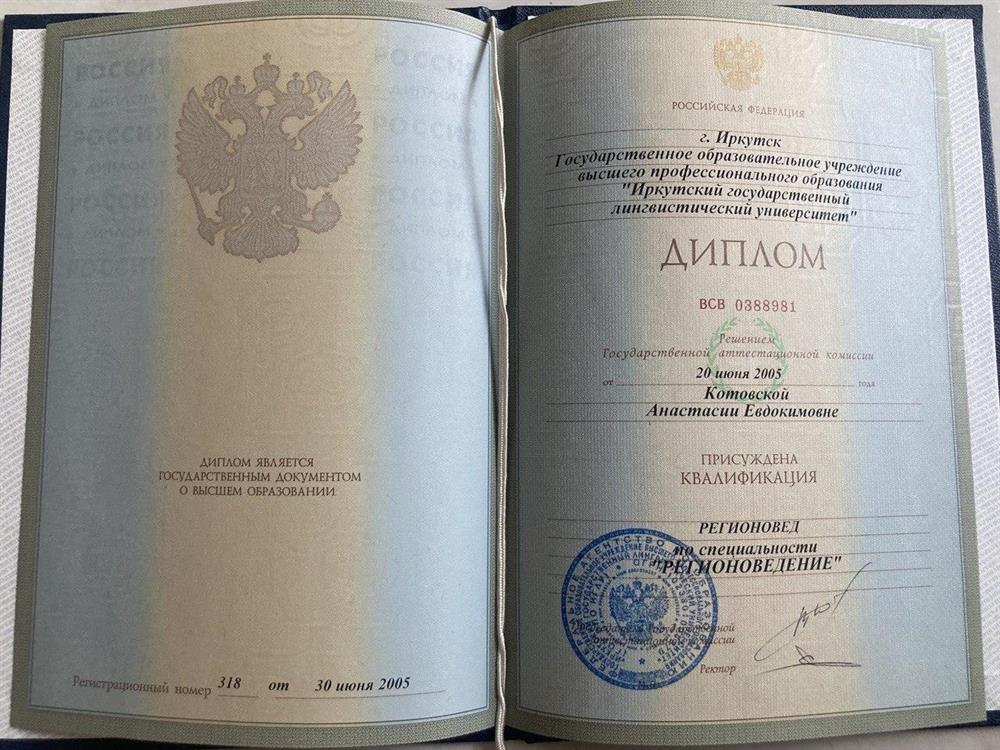 РОССИЯ
ДИПЛОМ
ДИПЛОМ ЯВЛЯЕТСЯ
ГОСУДАРСТВЕННЫМ ДОКУМЕНТОМ
О ВЫСШЕМ ОБРАЗОВАНИИ
Регистрационный номер 318 от 30 июня 2005
РОССИЙСКАЯ ФЕДЕРАЦИЯ
г. Иркутск
Государственное образовательное учреждение
высшего профессионального образования
"Иркутский государственный
лингвистический университет"
ДИПЛОМ
ВСВ 0388981
Решением
Государственной аттестационной комиссии
от 20 июня 2005 года
Котовской
Анастасии Евдокимовне
ПРИСУЖДЕНА
КВАЛИФИКАЦИЯ
РЕГИОНОВЕД
по специальности
"РЕГИОНОВЕДЕНИЕ"
Председатель Государственной
аттестационной комиссии
Ректор